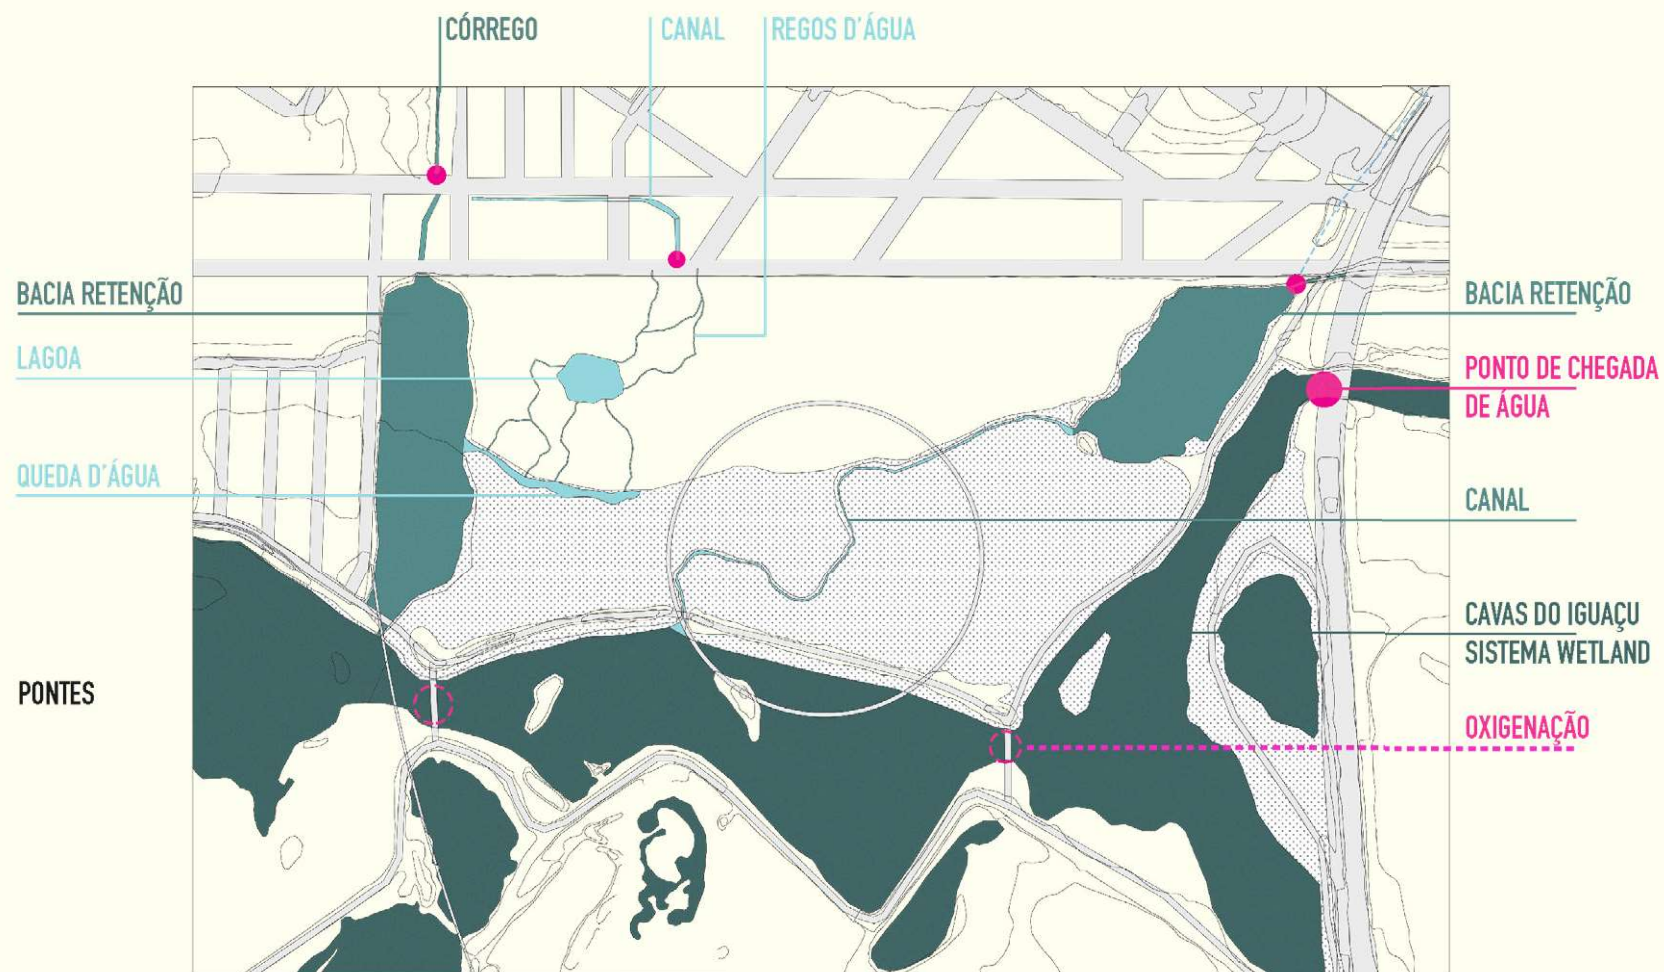 CÓRREGO
CANAL
REGOS D'ÁGUA
BACIA RETENÇÃO
LAGOA
QUEDA D'ÁGUA
PONTES
BACIA RETENÇÃO
PONTO DE CHEGADA
DE ÁGUA
CANAL
CAVAS DO IGUAÇU
SISTEMA WETLAND
OXIGENAÇÃO